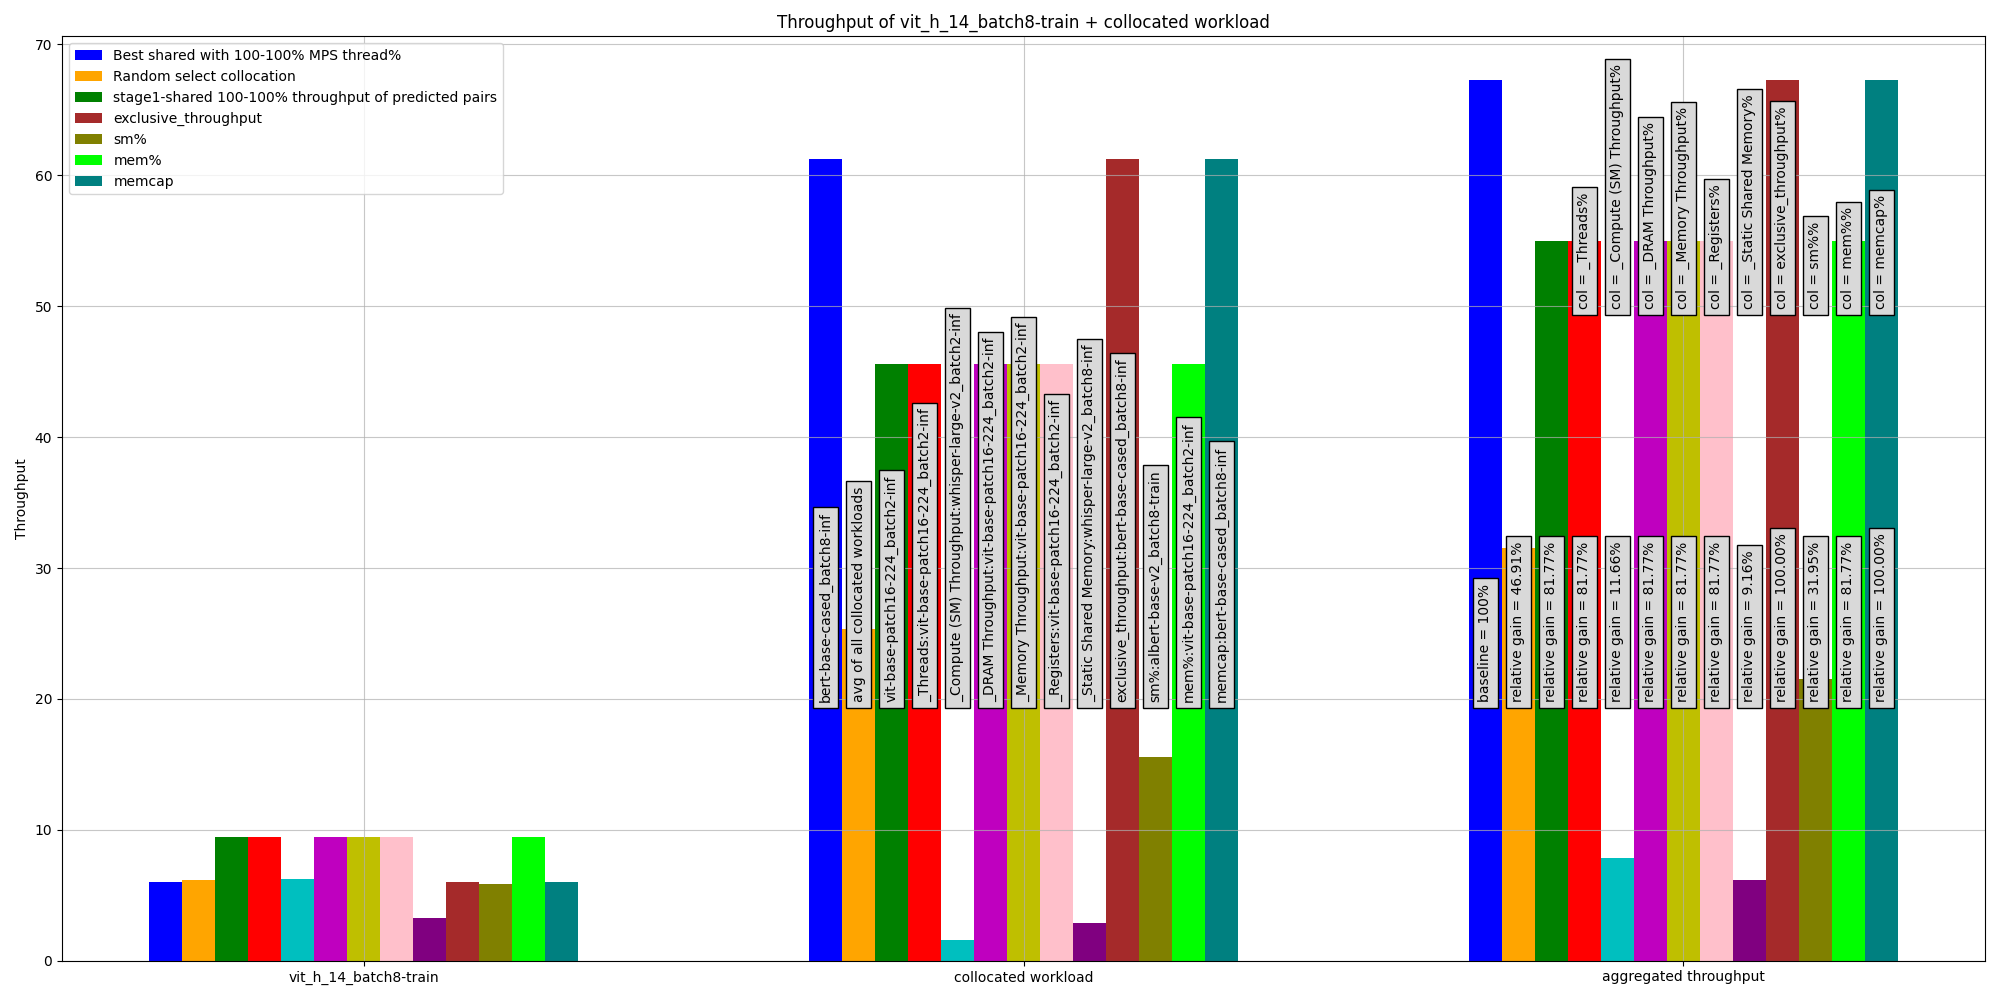 Throughput of vit_h_14_batch8-train + collocated workload
Best shared with 100-100% MPS thread%
Random select collocation
stage1-shared 100-100% throughput of predicted pairs
exclusive_throughput
sm%
mem%
memcap
Throughput
70
60
50
40
30
20
10
0
bert-base-cased_batch8-inf
avg of all collocated workloads
vit-base-patch16-224_batch2-inf
_Threads:vit-base-patch16-224_batch2-inf
_Compute (SM) Throughput:whisper-large-v2_batch2-inf
_DRAM Throughput:vit-base-patch16-224_batch2-inf
_Memory Throughput:vit-base-patch16-224_batch2-inf
_Registers:vit-base-patch16-224_batch2-inf
_Static Shared Memory:whisper-large-v2_batch8-inf
exclusive_throughput:bert-base-cased_batch8-inf
sm%:albert-base-v2_batch8-train
mem%:vit-base-patch16-224_batch2-inf
memcap:bert-base-cased_batch8-inf
col = _Threads%
col = _Compute (SM) Throughput%
col = _DRAM Throughput%
col = _Memory Throughput%
col = _Registers%
col = _Static Shared Memory%
col = exclusive_throughput%
col = sm%%
col = mem%%
col = memcap%
baseline = 100%
relative gain = 46.91%
relative gain = 81.77%
relative gain = 81.77%
relative gain = 11.66%
relative gain = 81.77%
relative gain = 81.77%
relative gain = 81.77%
relative gain = 9.16%
relative gain = 100.00%
relative gain = 31.95%
relative gain = 81.77%
relative gain = 100.00%
vit_h_14_batch8-train
collocated workload
aggregated throughput